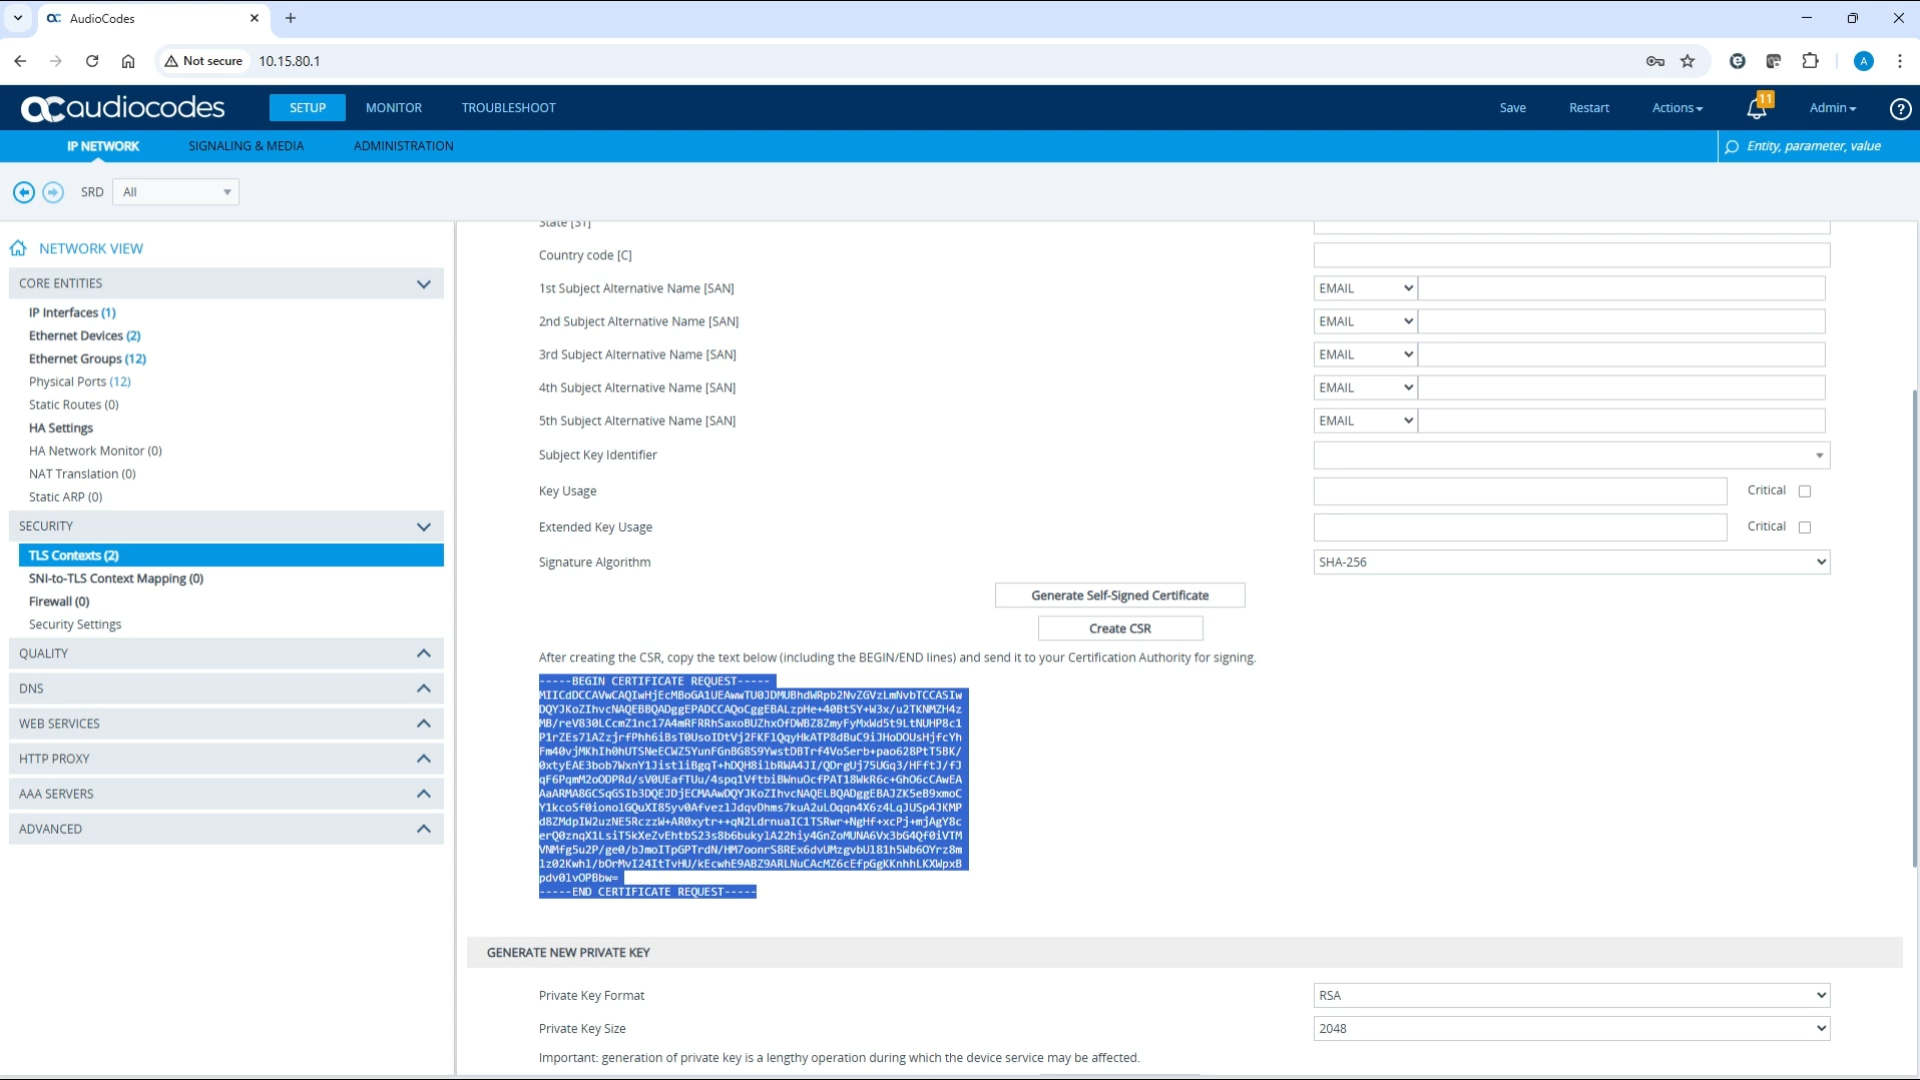 AudioCodes
Not secure
10.15.80.1
A
audiocodes
SETUP
MONITOR
TROUBLESHOOT
Save
Restart
Actions
11
Admin
?
IP NETWORK
SIGNALING & MEDIA
ADMINISTRATION
Entity, parameter, value
SRD
All
NETWORK VIEW
CORE ENTITIES
IP Interfaces (1)
Ethernet Devices (2)
Ethernet Groups (12)
Physical Ports (12)
Static Routes (0)
HA Settings
HA Network Monitor (0)
NAT Translation (0)
Static ARP (0)
SECURITY
TLS Contexts (2)
SNI-to-TLS Context Mapping (0)
Firewall (0)
Security Settings
QUALITY
DNS
WEB SERVICES
HTTP PROXY
AAA SERVERS
ADVANCED
State [ST]
Country code [C]
1st Subject Alternative Name [SAN]
EMAIL
2nd Subject Alternative Name [SAN]
EMAIL
3rd Subject Alternative Name [SAN]
EMAIL
4th Subject Alternative Name [SAN]
EMAIL
5th Subject Alternative Name [SAN]
EMAIL
Subject Key Identifier
Key Usage
Critical
Extended Key Usage
Critical
Signature Algorithm
SHA-256
Generate Self-Signed Certificate
Create CSR
After creating the CSR, copy the text below (including the BEGIN/END lines) and send it to your Certification Authority for signing.
-----BEGIN CERTIFICATE REQUEST-----
pdv0lvOPBbw=
-----END CERTIFICATE REQUEST-----
GENERATE NEW PRIVATE KEY
Private Key Format
RSA
Private Key Size
2048
Important: generation of private key is a lengthy operation during which the device service may be affected.